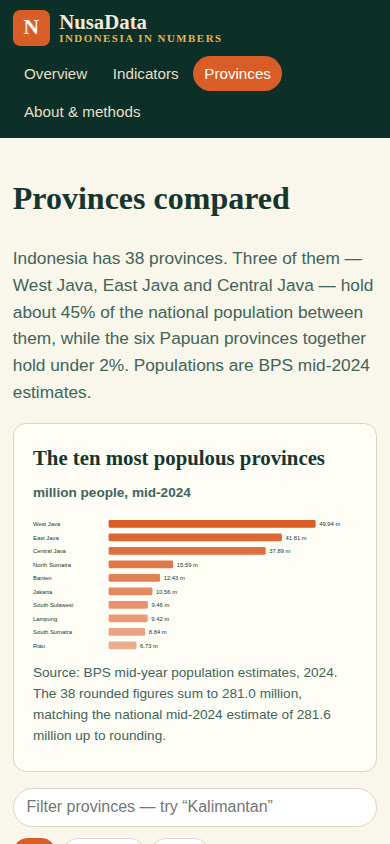 N
NusaData
INDONESIA IN NUMBERS
Overview
Indicators
Provinces
About & methods
Provinces compared
Indonesia has 38 provinces. Three of them —
West Java, East Java and Central Java — hold
about 45% of the national population between
them, while the six Papuan provinces together
hold under 2%. Populations are BPS mid-2024
estimates.
The ten most populous provinces
million people, mid-2024
West Java 49.94 m
East Java 41.81 m
Central Java 37.89 m
North Sumatra 15.59 m
Banten 12.43 m
Jakarta 10.56 m
South Sulawesi 9.46 m
Lampung 9.42 m
South Sumatra 8.84 m
Riau 6.73 m
Source: BPS mid-year population estimates, 2024.
The 38 rounded figures sum to 281.0 million,
matching the national mid-2024 estimate of 281.6
million up to rounding.
Filter provinces — try “Kalimantan”